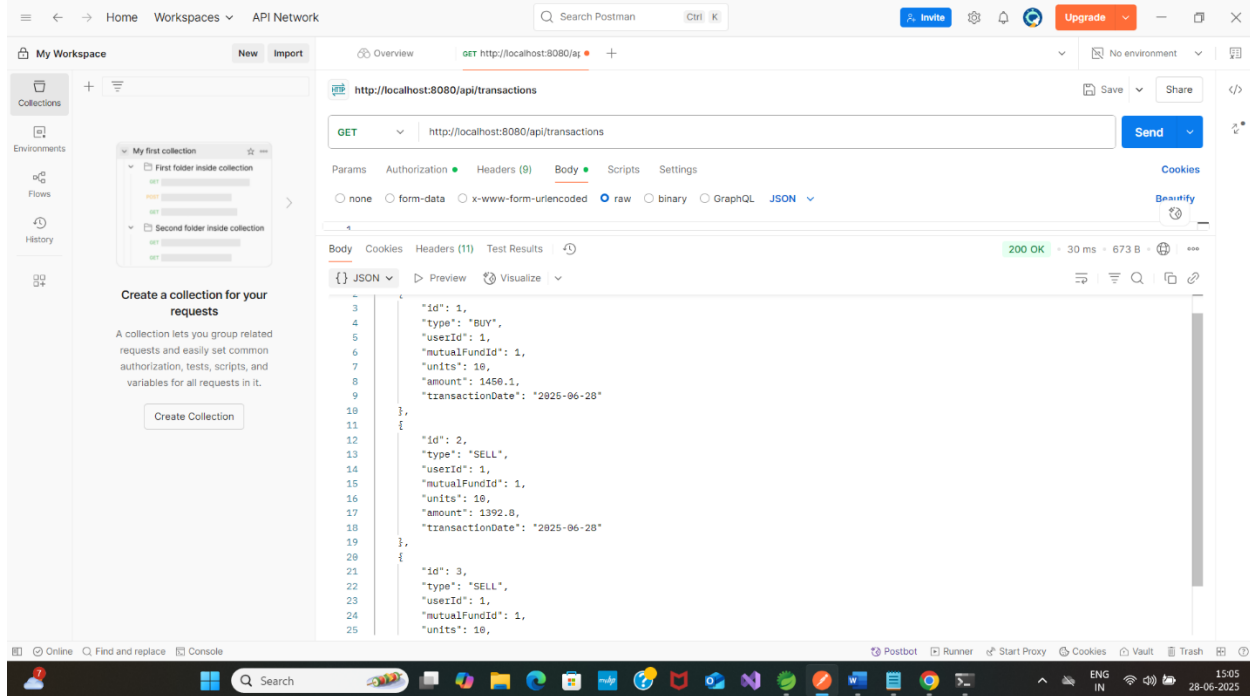 Home Workspaces API Network Search Postman Ctrl K Invite Upgrade
My Workspace New Import Overview GET http://localhost:8080/ap No environment
Collections
Environments
Flows
History
My first collection
First folder inside collection
GET
POST
GET
Second folder inside collection
GET
GET
Create a collection for your
requests
A collection lets you group related
requests and easily set common
authorization, tests, scripts, and
variables for all requests in it.
Create Collection
HTTP http://localhost:8080/api/transactions Save Share
GET http://localhost:8080/api/transactions Send
Params Authorization Headers (9) Body Scripts Settings Cookies
none form-data x-www-form-urlencoded raw binary GraphQL JSON Beautify
1
Body Cookies Headers (11) Test Results 200 OK 30 ms 673 B
{} JSON Preview Visualize
2 {
3 "id": 1,
4 "type": "BUY",
5 "userId": 1,
6 "mutualFundId": 1,
7 "units": 10,
8 "amount": 1450.1,
9 "transactionDate": "2025-06-28"
10 },
11 {
12 "id": 2,
13 "type": "SELL",
14 "userId": 1,
15 "mutualFundId": 1,
16 "units": 10,
17 "amount": 1392.8,
18 "transactionDate": "2025-06-28"
19 },
20 {
21 "id": 3,
22 "type": "SELL",
23 "userId": 1,
24 "mutualFundId": 1,
25 "units": 10,
Online Find and replace Console Postbot Runner Start Proxy Cookies Vault Trash
Search ENG 15:05
IN 28-06-2025